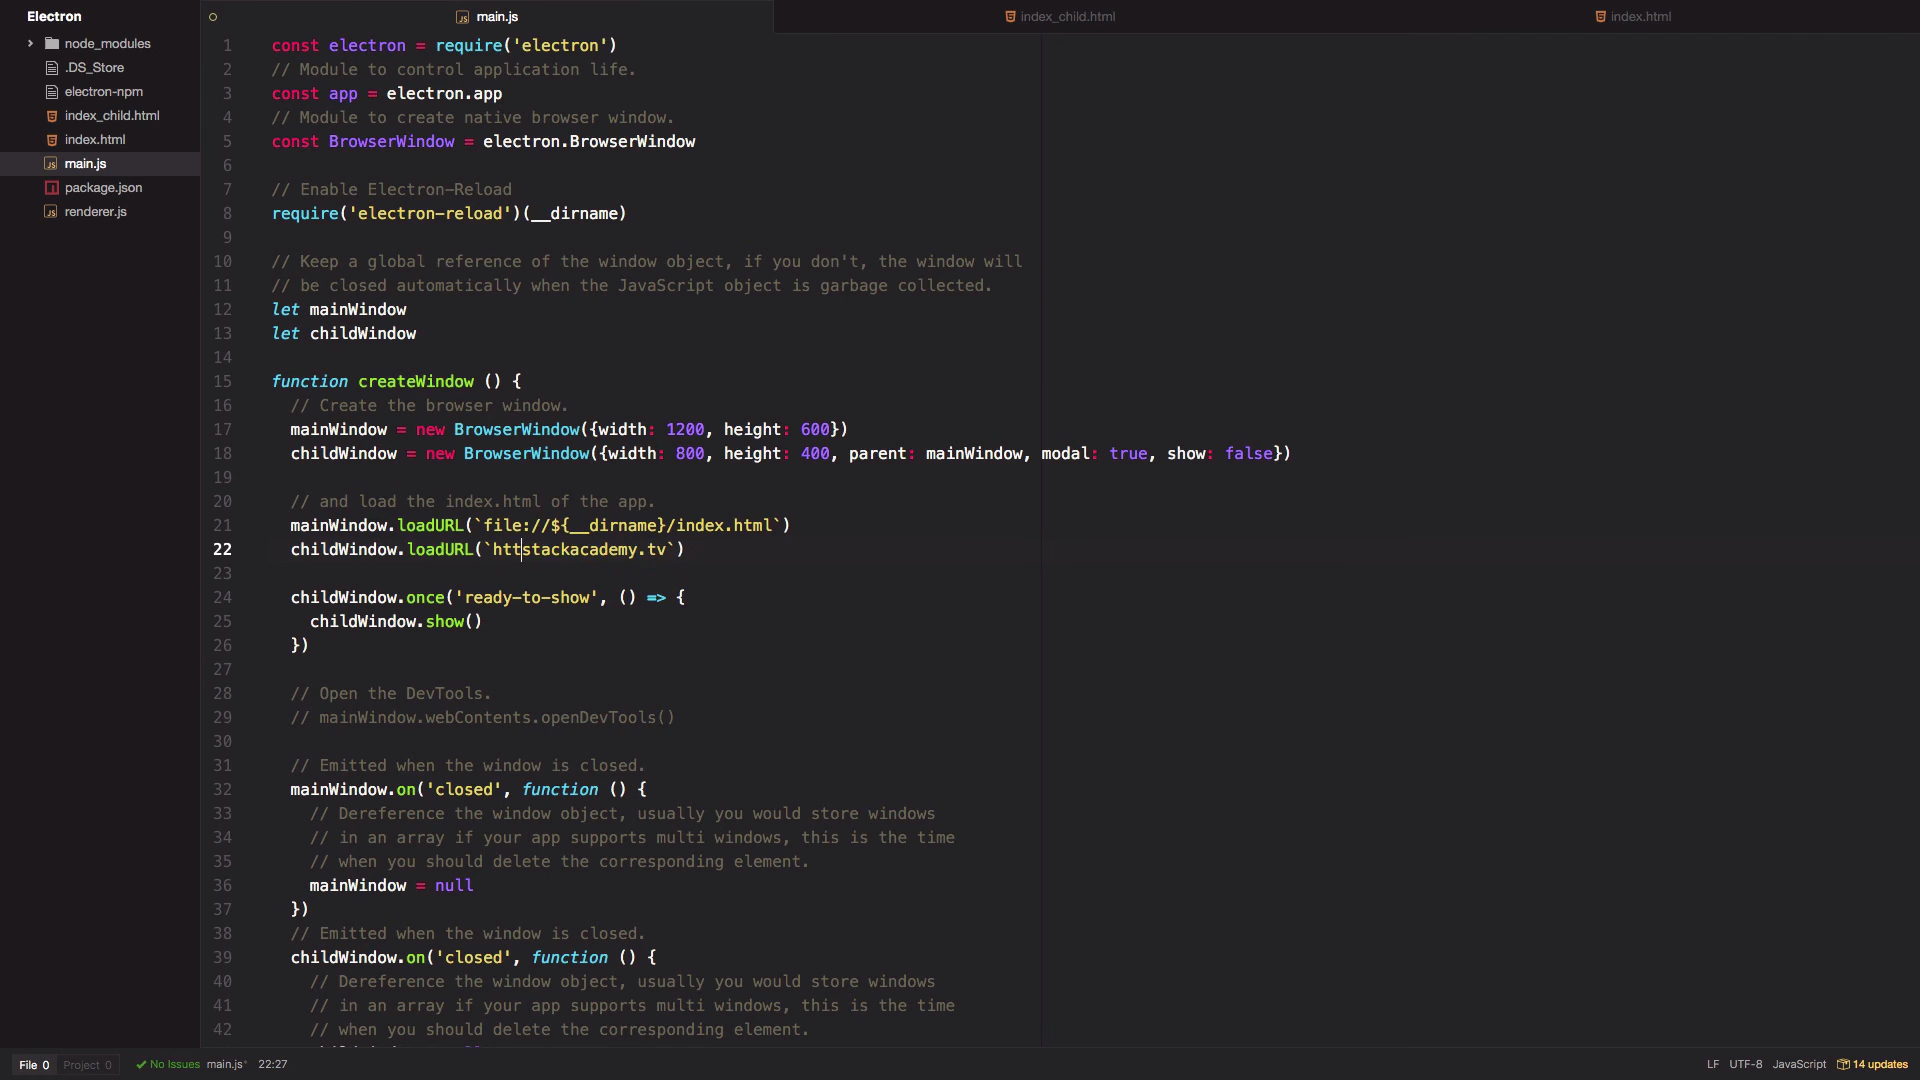 Electron
node_modules
.DS_Store
electron-npm
index_child.html
index.html
main.js
package.json
renderer.js
main.js
index_child.html
index.html
1 const electron = require('electron')
2 // Module to control application life.
3 const app = electron.app
4 // Module to create native browser window.
5 const BrowserWindow = electron.BrowserWindow
6
7 // Enable Electron-Reload
8 require('electron-reload')(__dirname)
9
10 // Keep a global reference of the window object, if you don't, the window will
11 // be closed automatically when the JavaScript object is garbage collected.
12 let mainWindow
13 let childWindow
14
15 function createWindow () {
16 // Create the browser window.
17 mainWindow = new BrowserWindow({width: 1200, height: 600})
18 childWindow = new BrowserWindow({width: 800, height: 400, parent: mainWindow, modal: true, show: false})
19
20 // and load the index.html of the app.
21 mainWindow.loadURL(`file://${__dirname}/index.html`)
22 childWindow.loadURL(`httstackacademy.tv`)
23
24 childWindow.once('ready-to-show', () => {
25 childWindow.show()
26 })
27
28 // Open the DevTools.
29 // mainWindow.webContents.openDevTools()
30
31 // Emitted when the window is closed.
32 mainWindow.on('closed', function () {
33 // Dereference the window object, usually you would store windows
34 // in an array if your app supports multi windows, this is the time
35 // when you should delete the corresponding element.
36 mainWindow = null
37 })
38 // Emitted when the window is closed.
39 childWindow.on('closed', function () {
40 // Dereference the window object, usually you would store windows
41 // in an array if your app supports multi windows, this is the time
42 // when you should delete the corresponding element.
File 0 Project 0 No Issues main.js* 22:27 LF UTF-8 JavaScript 14 updates